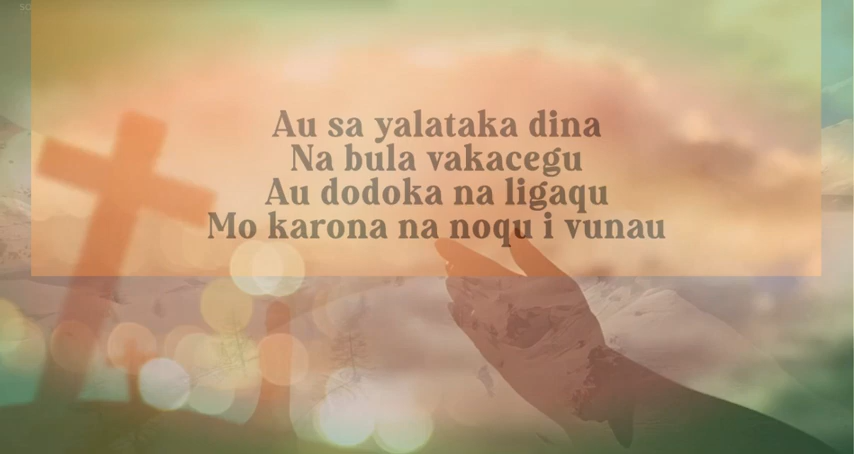 Au sa yalataka dina
Na bula vakacegu
Au dodoka na ligaqu
Mo karona na noqu i vunau